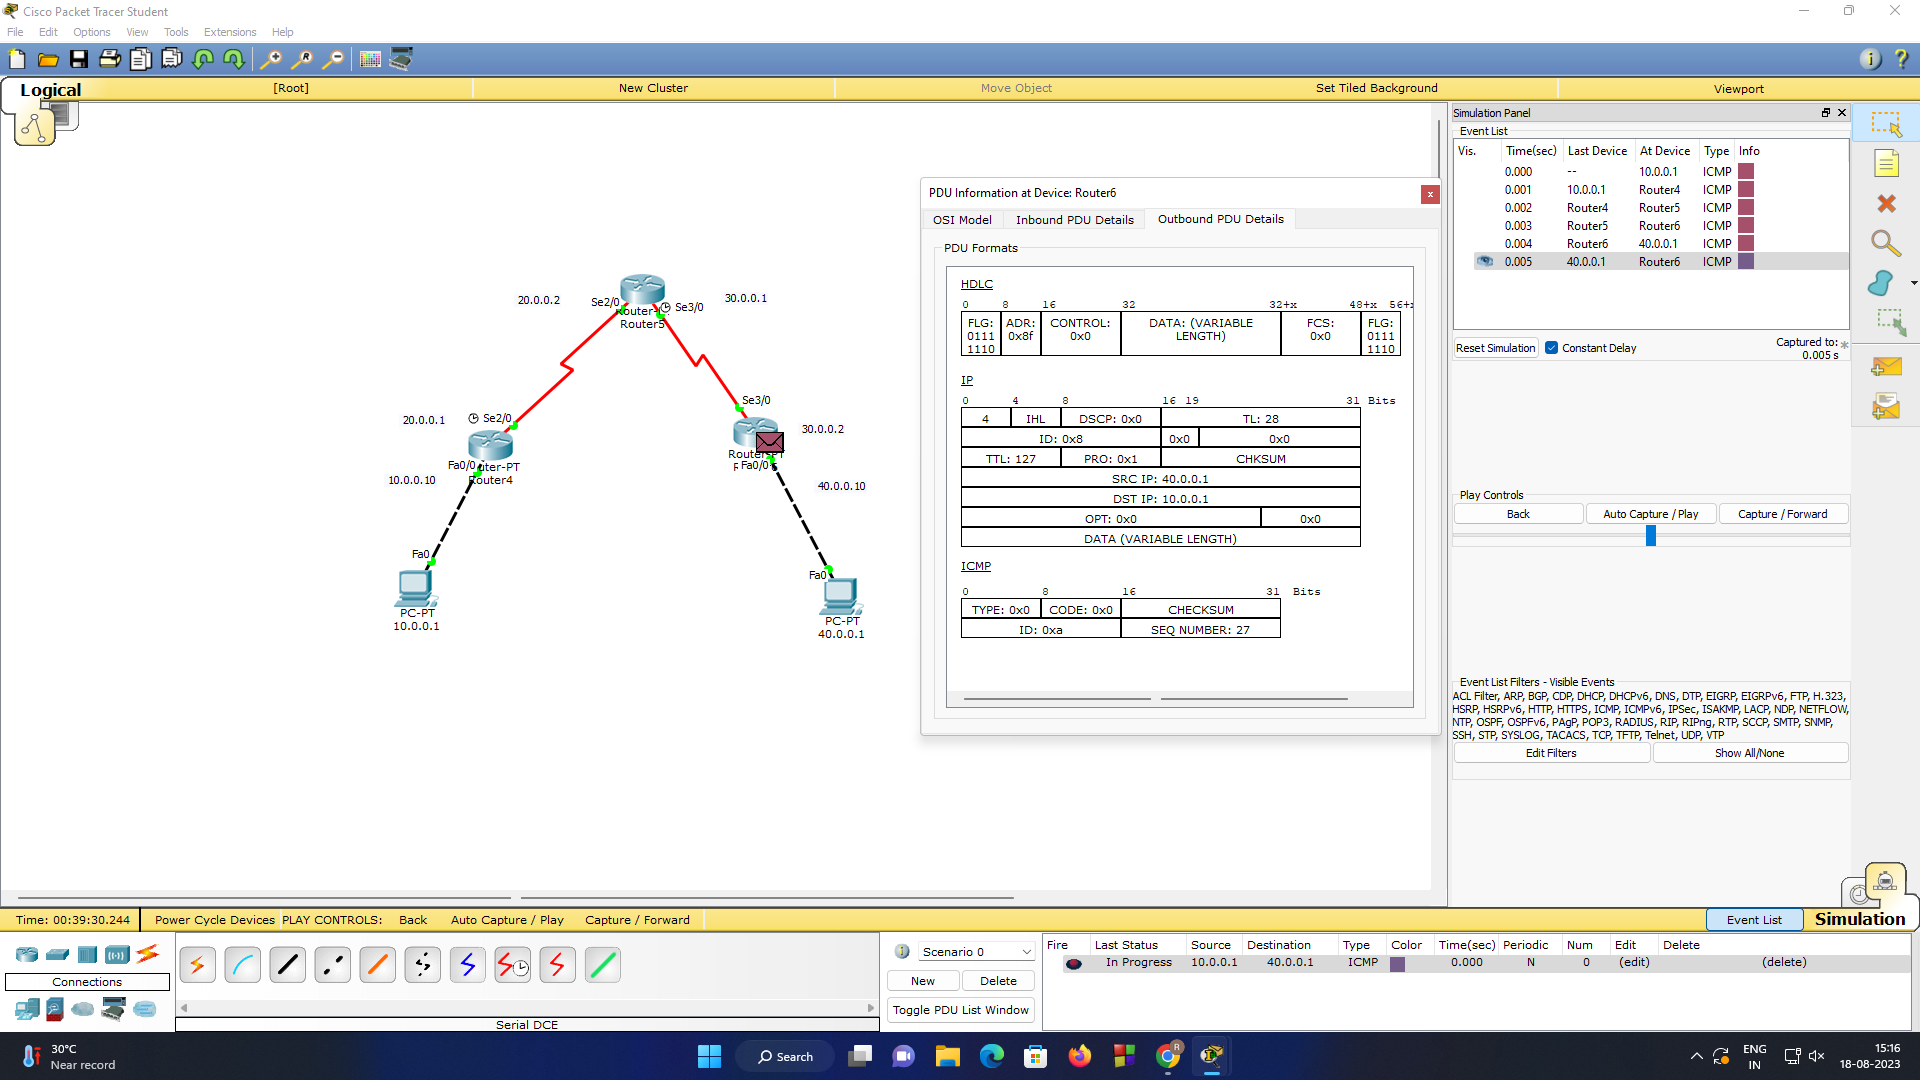 Cisco Packet Tracer Student
File Edit Options View Tools Extensions Help
Logical [Root] New Cluster Move Object Set Tiled Background Viewport
20.0.0.2 Se2/0 Se3/0 30.0.0.1
Router5
20.0.0.1 Se2/0
Se3/0
30.0.0.2
Fa0/0 uter-PT
Router4
10.0.0.10
Fa0/0
40.0.0.10
Fa0
PC-PT
10.0.0.1
Fa0
PC-PT
40.0.0.1
PDU Information at Device: Router6
OSI Model Inbound PDU Details Outbound PDU Details
PDU Formats
HDLC
0 8 16 32 32+x 48+x 56+x
FLG: 0111 1110 ADR: 0x8f CONTROL: 0x0 DATA: (VARIABLE LENGTH) FCS: 0x0 FLG: 0111 1110
IP
0 4 8 16 19 31 Bits
4 IHL DSCP: 0x0 TL: 28
ID: 0x8 0x0 0x0
TTL: 127 PRO: 0x1 CHKSUM
SRC IP: 40.0.0.1
DST IP: 10.0.0.1
OPT: 0x0 0x0
DATA (VARIABLE LENGTH)
ICMP
0 8 16 31 Bits
TYPE: 0x0 CODE: 0x0 CHECKSUM
ID: 0xa SEQ NUMBER: 27
Simulation Panel
Event List
Vis. Time(sec) Last Device At Device Type Info
0.000 -- 10.0.0.1 ICMP
0.001 10.0.0.1 Router4 ICMP
0.002 Router4 Router5 ICMP
0.003 Router5 Router6 ICMP
0.004 Router6 40.0.0.1 ICMP
0.005 40.0.0.1 Router6 ICMP
Reset Simulation Constant Delay Captured to: *
0.005 s
Play Controls
Back Auto Capture / Play Capture / Forward
Event List Filters - Visible Events
ACL Filter, ARP, BGP, CDP, DHCP, DHCPv6, DNS, DTP, EIGRP, EIGRPv6, FTP, H.323,
HSRP, HSRPv6, HTTP, HTTPS, ICMP, ICMPv6, IPSec, ISAKMP, LACP, NDP, NETFLOW,
NTP, OSPF, OSPFv6, PAgP, POP3, RADIUS, RIP, RIPng, RTP, SCCP, SMTP, SNMP,
SSH, STP, SYSLOG, TACACS, TCP, TFTP, Telnet, UDP, VTP
Edit Filters Show All/None
Time: 00:39:30.244 Power Cycle Devices PLAY CONTROLS: Back Auto Capture / Play Capture / Forward Event List Simulation
Connections
Serial DCE
Scenario 0
New Delete
Toggle PDU List Window
Fire Last Status Source Destination Type Color Time(sec) Periodic Num Edit Delete
In Progress 10.0.0.1 40.0.0.1 ICMP 0.000 N 0 (edit) (delete)
30°C
Near record
Search
ENG
IN
15:16
18-08-2023